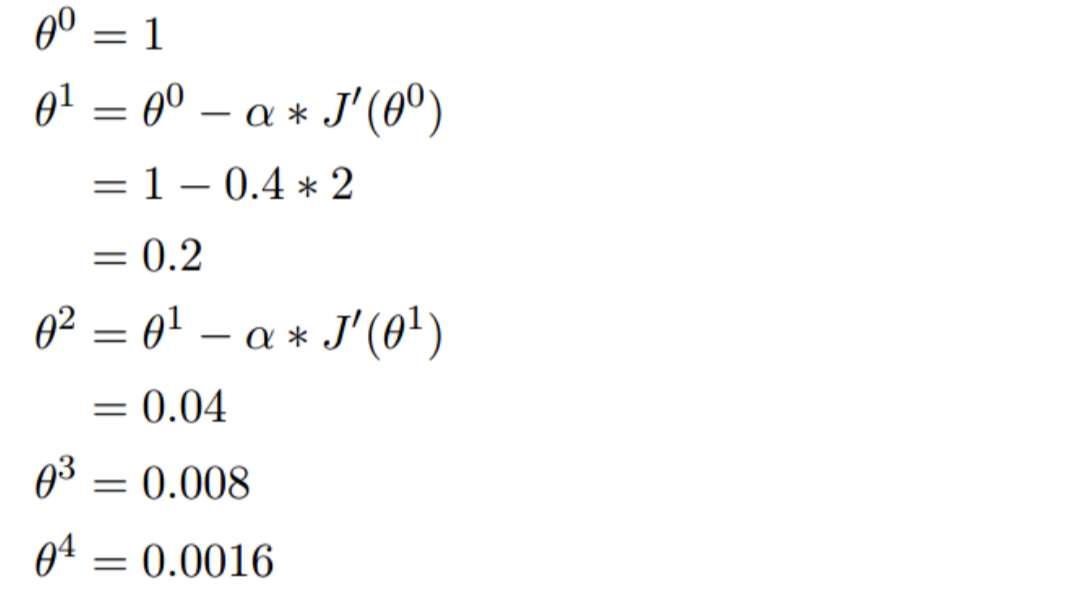 θ⁰ = 1
θ¹ = θ⁰ − α ∗ J′(θ⁰)
= 1 − 0.4 ∗ 2
= 0.2
θ² = θ¹ − α ∗ J′(θ¹)
= 0.04
θ³ = 0.008
θ⁴ = 0.0016